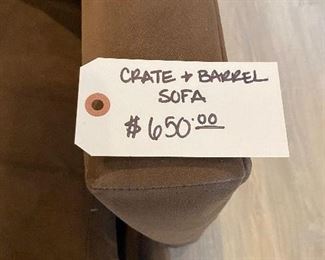 CRATE + BARREL
SOFA
$650.00